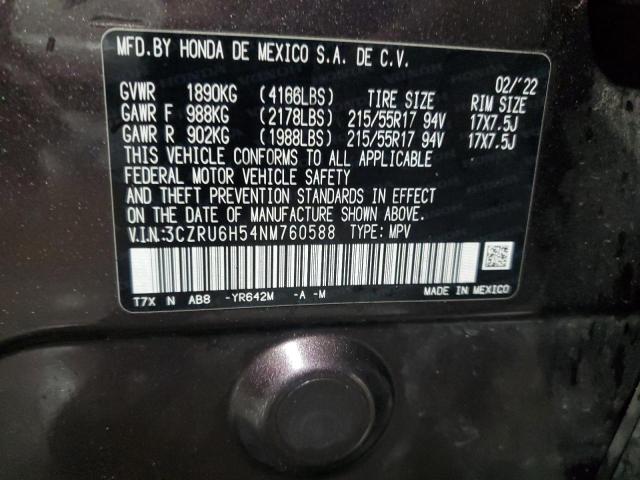 MFD.BY HONDA DE MEXICO S.A. DE C.V.
02/'22
GVWR 1890KG (4166LBS) TIRE SIZE RIM SIZE
GAWR F 988KG (2178LBS) 215/55R17 94V 17X7.5J
GAWR R 902KG (1988LBS) 215/55R17 94V 17X7.5J
THIS VEHICLE CONFORMS TO ALL APPLICABLE
FEDERAL MOTOR VEHICLE SAFETY
AND THEFT PREVENTION STANDARDS IN EFFECT
ON THE DATE OF MANUFACTURE SHOWN ABOVE.
V.I.N.:3CZRU6H54NM760588 TYPE: MPV
T7X N AB8 -YR642M -A -M MADE IN MEXICO